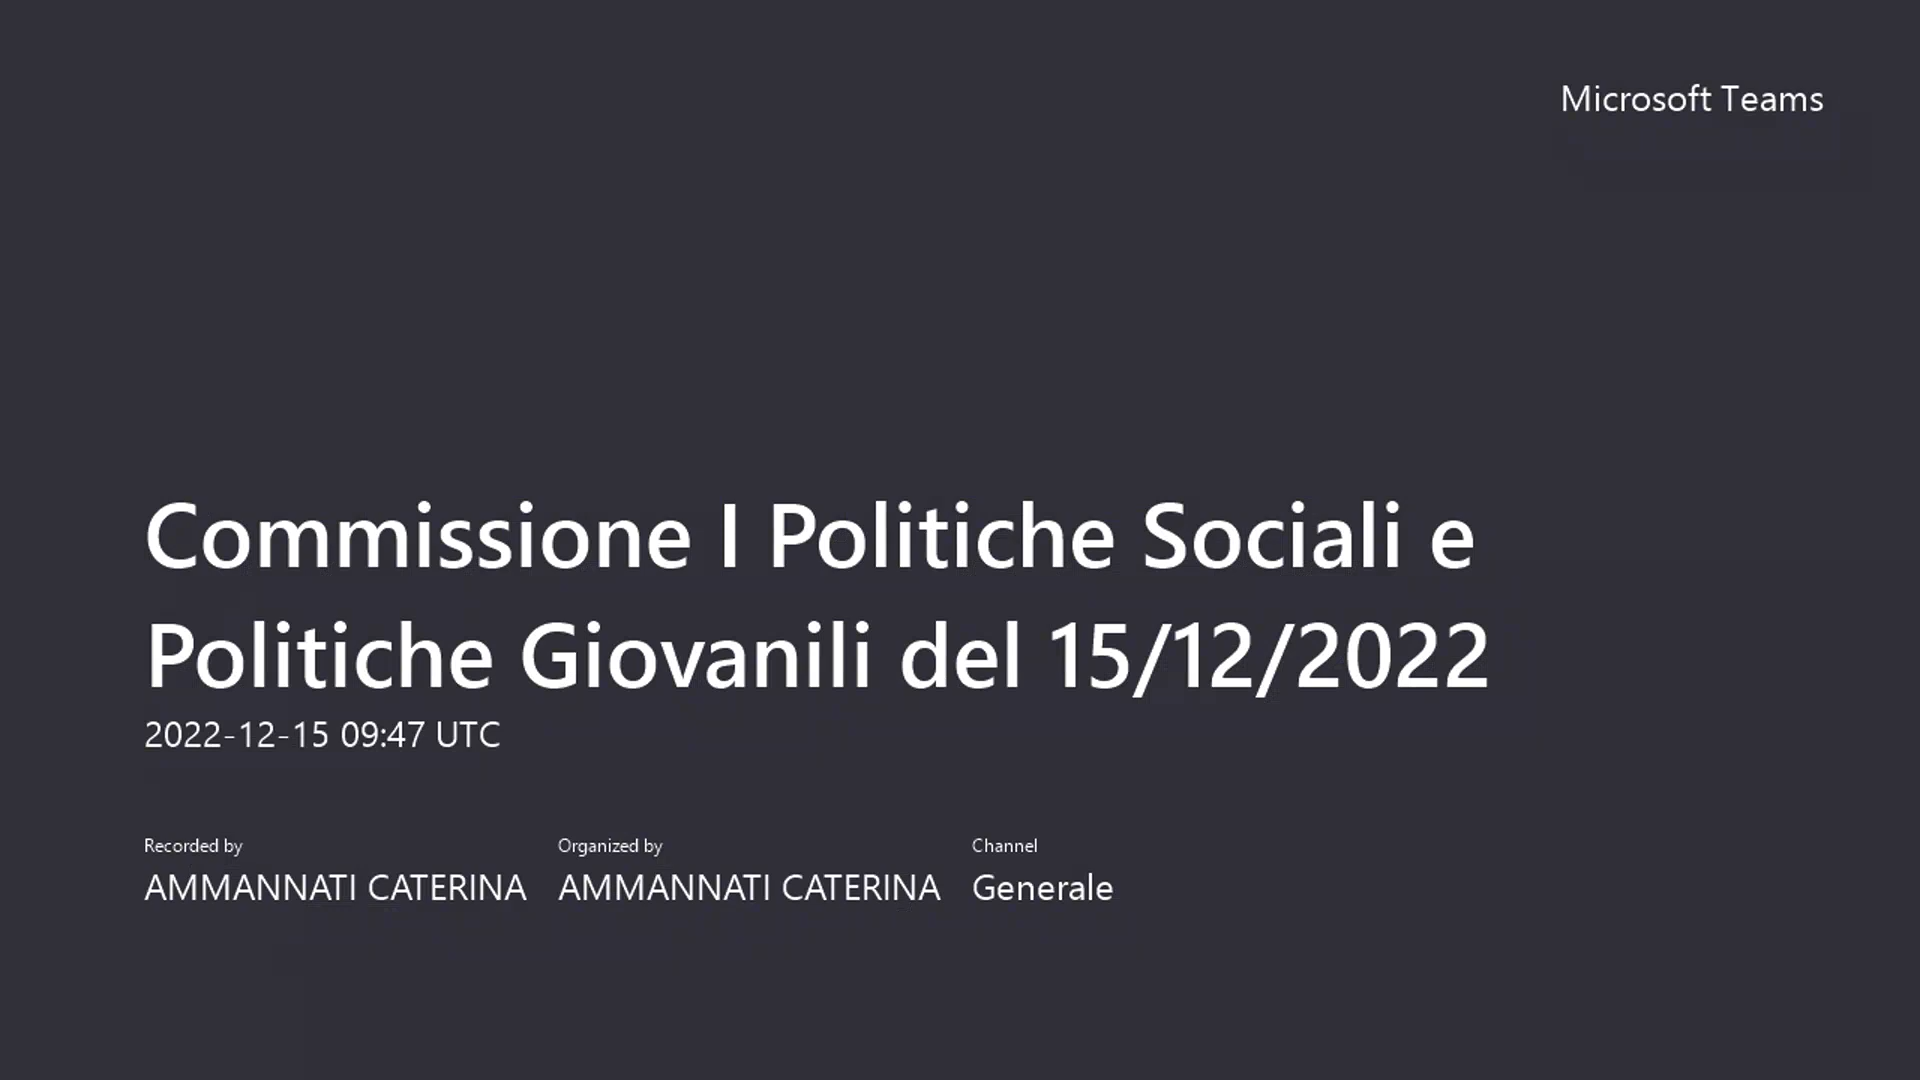 Microsoft Teams
Commissione I Politiche Sociali e
Politiche Giovanili del 15/12/2022
2022-12-15 09:47 UTC
Recorded by Organized by Channel
AMMANNATI CATERINA AMMANNATI CATERINA Generale